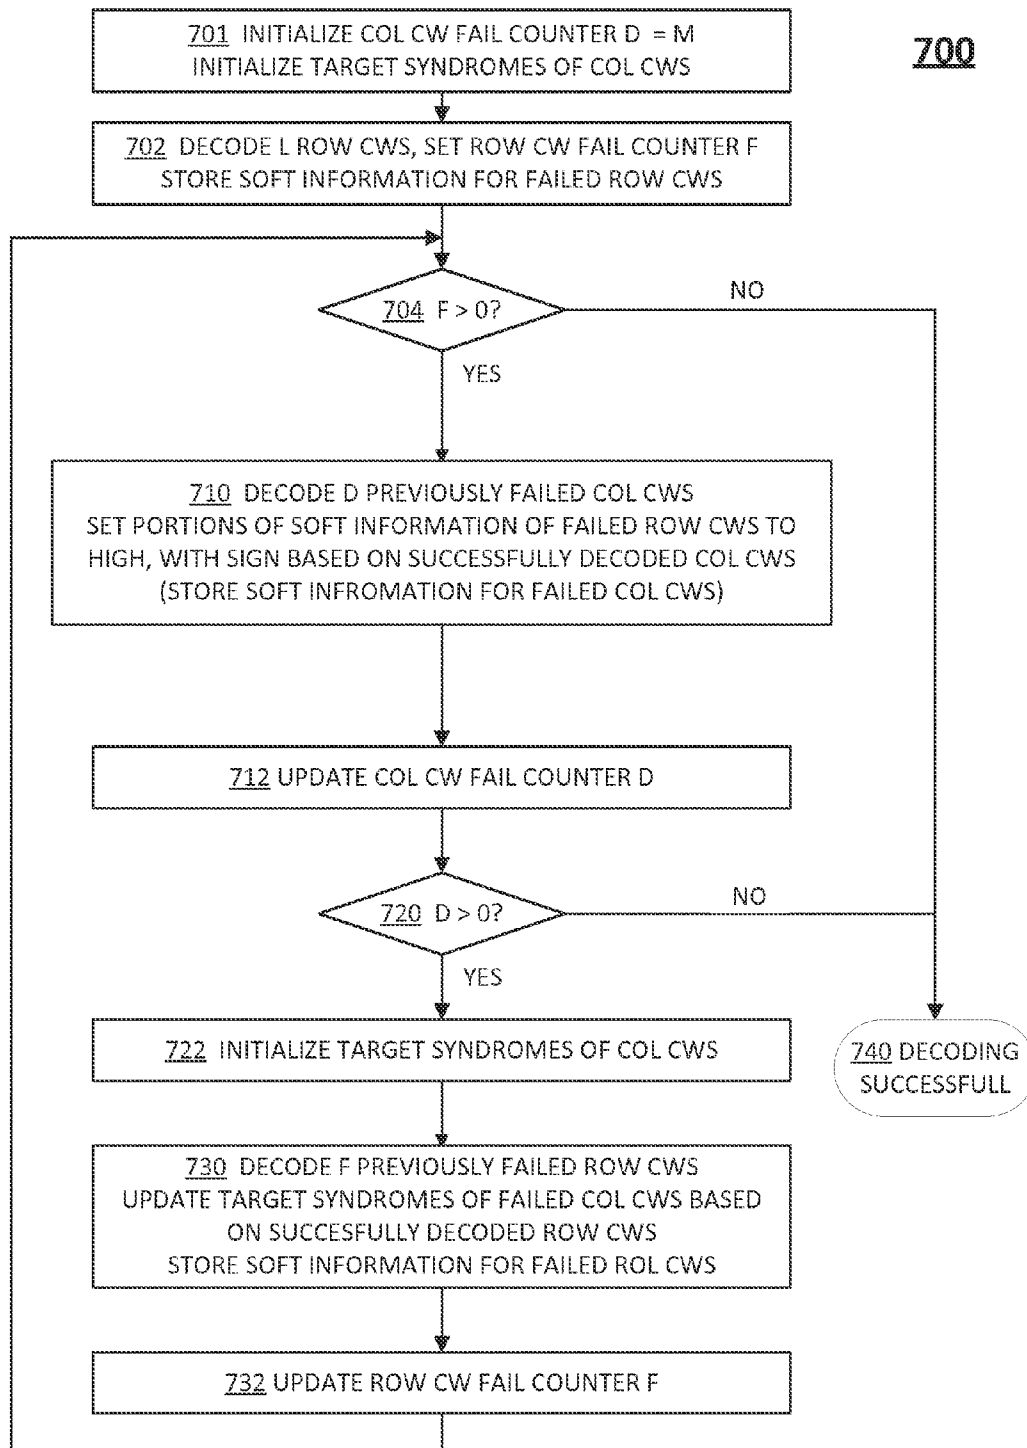 701 INITIALIZE COL CW FAIL COUNTER D = M
INITIALIZE TARGET SYNDROMES OF COL CWS
700
702 DECODE L ROW CWS, SET ROW CW FAIL COUNTER F
STORE SOFT INFORMATION FOR FAILED ROW CWS
704 F > 0?
NO
YES
710 DECODE D PREVIOUSLY FAILED COL CWS
SET PORTIONS OF SOFT INFORMATION OF FAILED ROW CWS TO
HIGH, WITH SIGN BASED ON SUCCESSFULLY DECODED COL CWS
(STORE SOFT INFROMATION FOR FAILED COL CWS)
712 UPDATE COL CW FAIL COUNTER D
720 D > 0?
NO
YES
722 INITIALIZE TARGET SYNDROMES OF COL CWS
740 DECODING
SUCCESSFULL
730 DECODE F PREVIOUSLY FAILED ROW CWS
UPDATE TARGET SYNDROMES OF FAILED COL CWS BASED
ON SUCCESFULLY DECODED ROW CWS
STORE SOFT INFORMATION FOR FAILED ROL CWS
732 UPDATE ROW CW FAIL COUNTER F